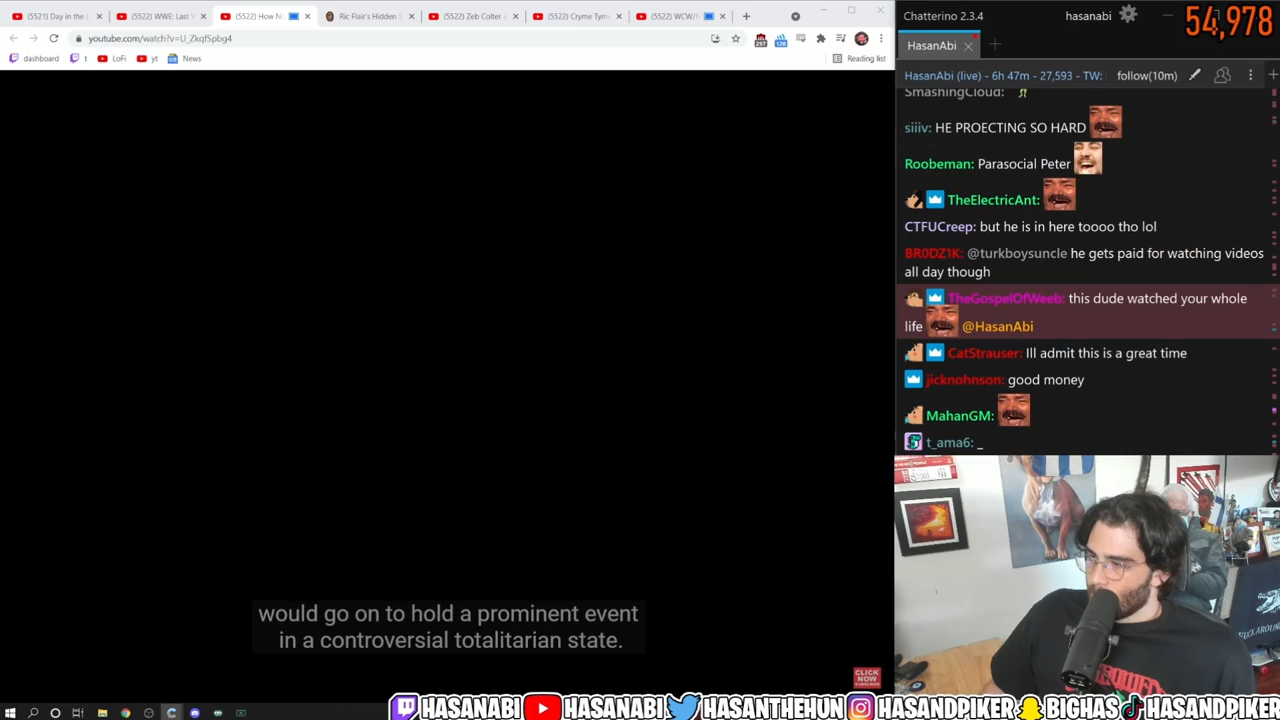 (5521) Day in the L
(5522) WWE: Last
(5522) How N
Ric Flair's Hidden S
(5522) Zeb Colter
(5522) Cryme Tyme
(5522) WCW/
youtube.com/watch?v=U_ZkqfSpbg4
297
120
dashboard
t
LoFi
yt
News
Reading list
Chatterino 2.3.4
hasanabi
54,978
HasanAbi
HasanAbi (live) - 6h 47m - 27,593 - TW:
follow(10m)
SmashingCloud:
siiiv: HE PROECTING SO HARD
Roobeman: Parasocial Peter
TheElectricAnt:
CTFUCreep: but he is in here toooo tho lol
BR0DZ1K: @turkboysuncle he gets paid for watching videos
all day though
TheGospelOfWeeb: this dude watched your whole
life @HasanAbi
CatStrauser: Ill admit this is a great time
jicknohnson: good money
MahanGM:
t_ama6: _
would go on to hold a prominent event
in a controversial totalitarian state.
CLICK
NOW
HASANABI HASANABI HASANTHEHUN HASANDPIKER BIGHAS HASANDPIKER